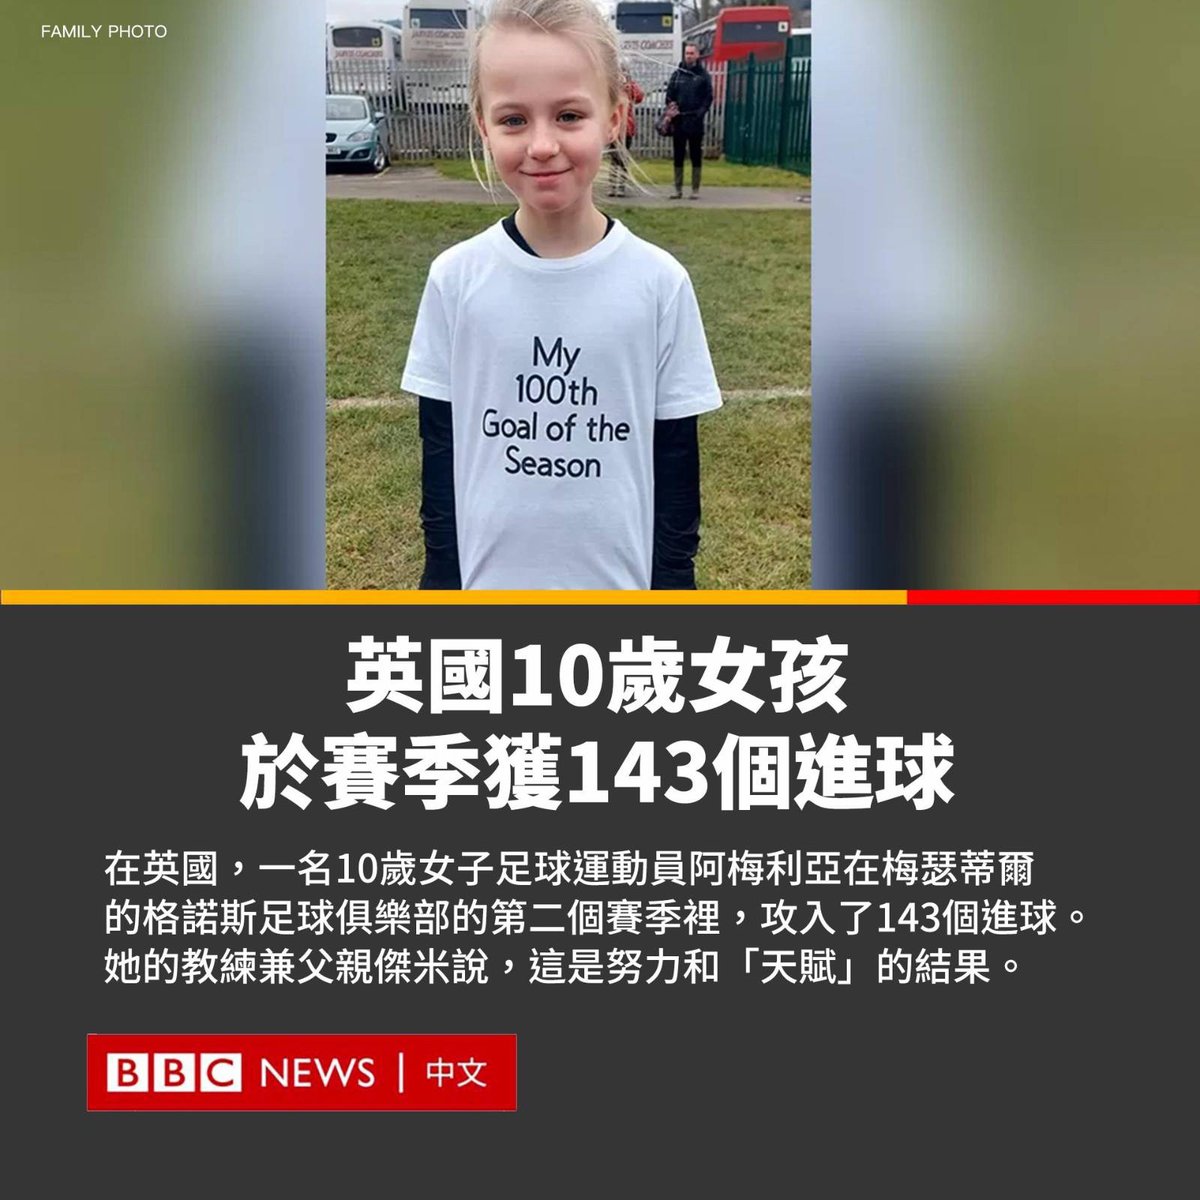 FAMILY PHOTO
My
100th
Goal of the
Season
英國10歲女孩
於賽季獲143個進球
在英國，一名10歲女子足球運動員阿梅利亞在梅瑟蒂爾
的格諾斯足球俱樂部的第二個賽季裡，攻入了143個進球。
她的教練兼父親傑米說，這是努力和「天賦」的結果。
BBC NEWS | 中文